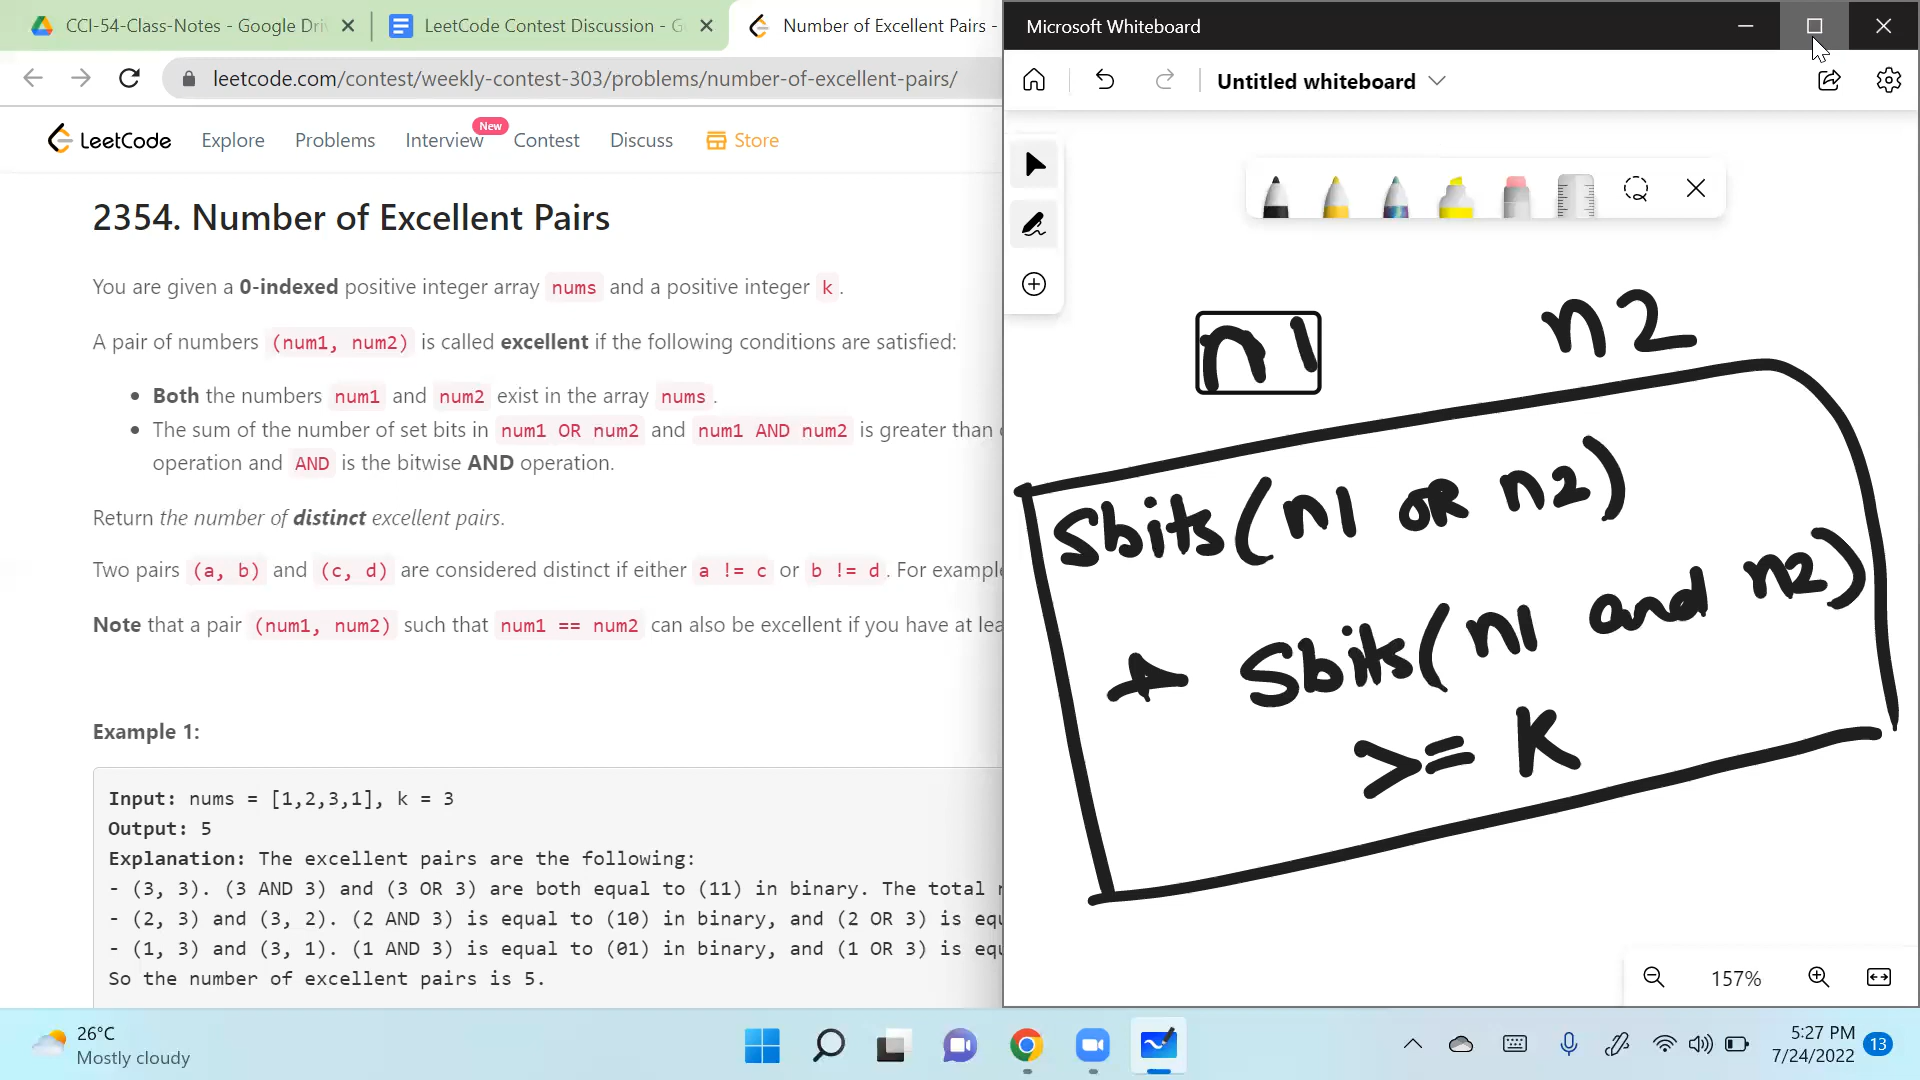 CCI-54-Class-Notes - Google Dri
LeetCode Contest Discussion - G
Number of Excellent Pairs -
leetcode.com/contest/weekly-contest-303/problems/number-of-excellent-pairs/
LeetCode Explore Problems Interview New Contest Discuss Store
2354. Number of Excellent Pairs
You are given a 0-indexed positive integer array nums and a positive integer k.
A pair of numbers (num1, num2) is called excellent if the following conditions are satisfied:
• Both the numbers num1 and num2 exist in the array nums.
• The sum of the number of set bits in num1 OR num2 and num1 AND num2 is greater than
operation and AND is the bitwise AND operation.
Return the number of distinct excellent pairs.
Two pairs (a, b) and (c, d) are considered distinct if either a != c or b != d. For example
Note that a pair (num1, num2) such that num1 == num2 can also be excellent if you have at lea
Example 1:
Input: nums = [1,2,3,1], k = 3
Output: 5
Explanation: The excellent pairs are the following:
- (3, 3). (3 AND 3) and (3 OR 3) are both equal to (11) in binary. The total
- (2, 3) and (3, 2). (2 AND 3) is equal to (10) in binary, and (2 OR 3) is equ
- (1, 3) and (3, 1). (1 AND 3) is equal to (01) in binary, and (1 OR 3) is equ
So the number of excellent pairs is 5.
Microsoft Whiteboard
Untitled whiteboard
n1 n2
Sbits(n1 OR n2)
+ Sbits(n1 and n2)
>= K
157%
26°C
Mostly cloudy
5:27 PM
7/24/2022
13